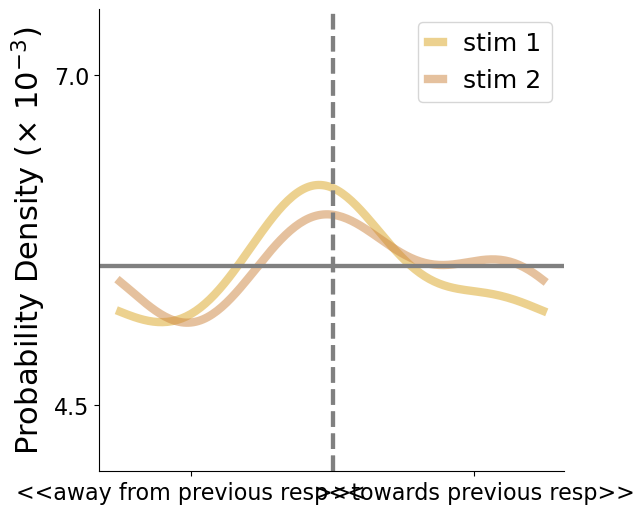 stim 1
stim 2
Probability Density (× 10⁻³)
7.0
4.5
<<away from previous resp>>
<<towards previous resp>>